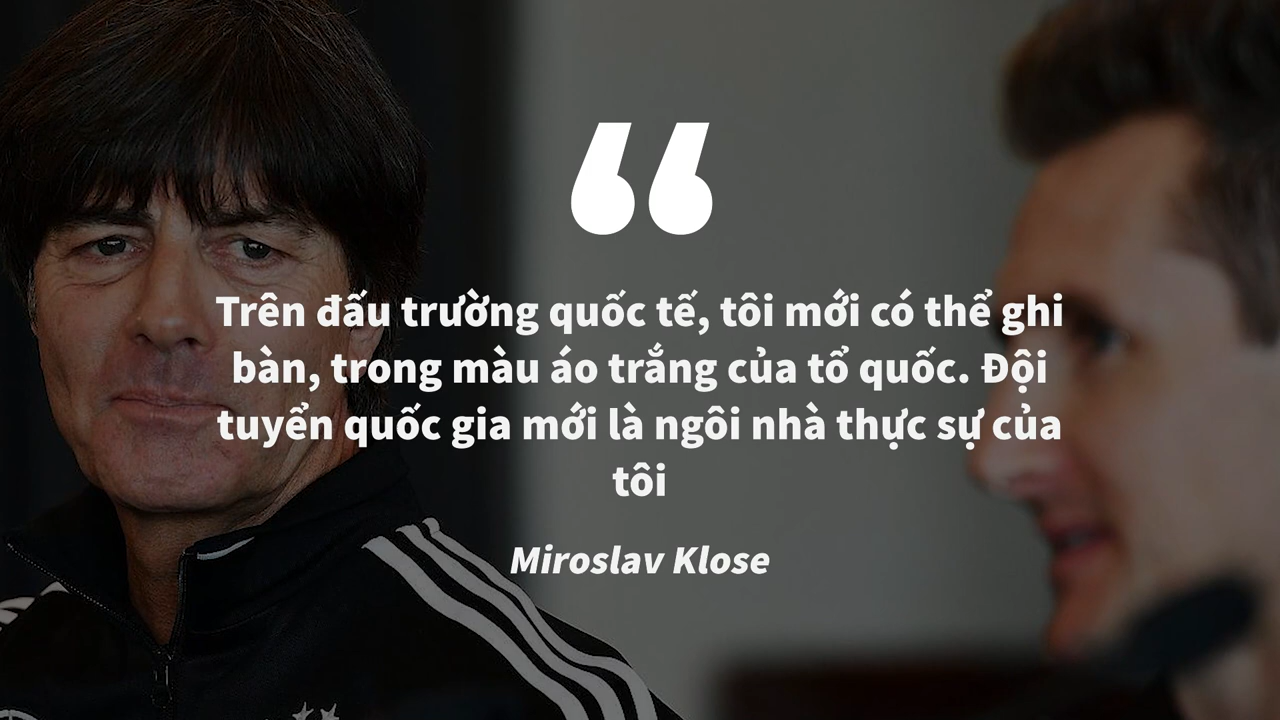 “
Trên đấu trường quốc tế, tôi mới có thể ghi
bàn, trong màu áo trắng của tổ quốc. Đội
tuyển quốc gia mới là ngôi nhà thực sự của
tôi
Miroslav Klose